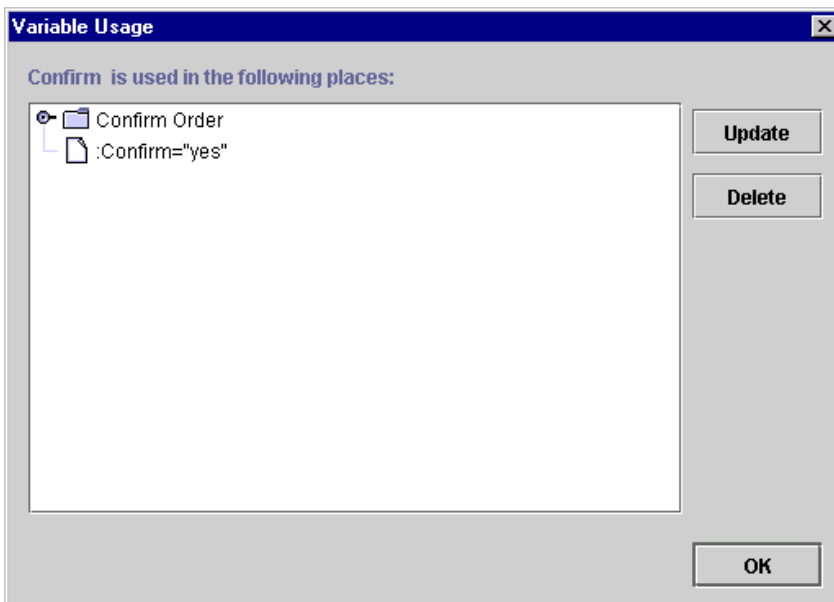 Variable Usage
Confirm is used in the following places:
Confirm Order
:Confirm="yes"
Update
Delete
OK